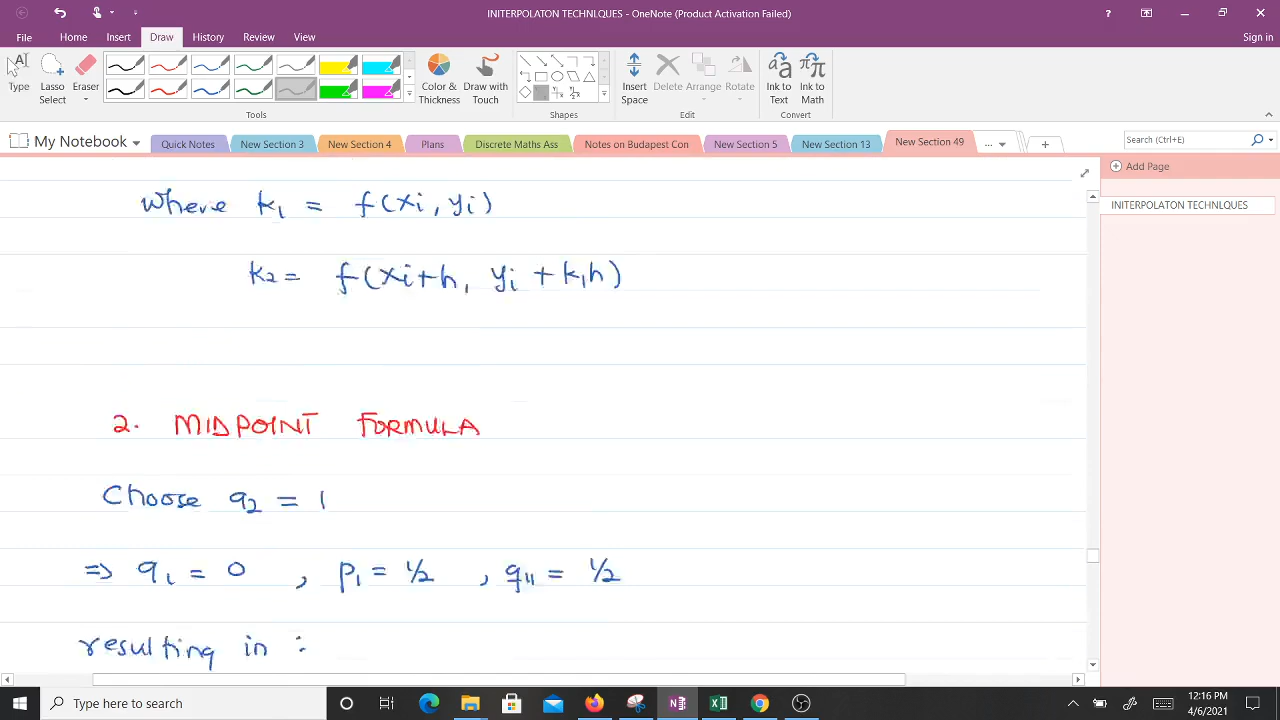 INITERPOLATON TECHNLQUES - OneNote (Product Activation Failed)
File Home Insert Draw History Review View Sign in
Type Lasso Select Eraser Color & Thickness Draw with Touch Insert Space Delete Arrange Rotate Ink to Text Ink to Math
Tools Shapes Edit Convert
My Notebook Quick Notes New Section 3 New Section 4 Plans Discrete Maths Ass Notes on Budapest Con New Section 5 New Section 13 New Section 49 ... Search (Ctrl+E)
Add Page
INITERPOLATON TECHNLQUES
Where k1 = f(xi, yi)
k2 = f(xi+h, yi + k1h)
2. MIDPOINT FORMULA
Choose a2 = 1
=> a1 = 0 , p1 = 1/2 , q11 = 1/2
resulting in :
Type here to search
12:16 PM
4/6/2021